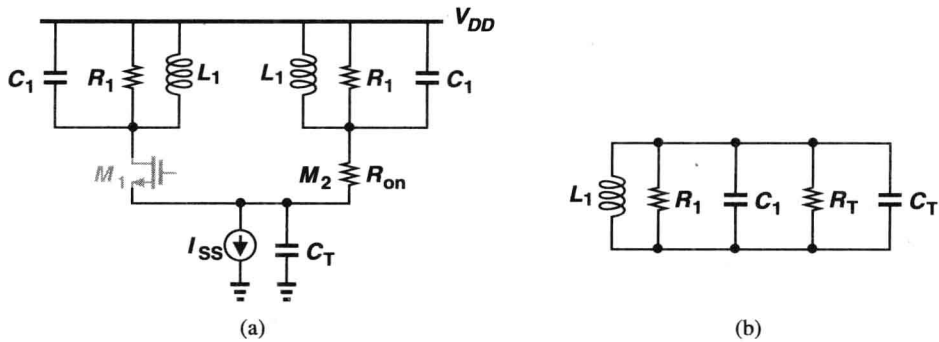 V_DD
C_1 R_1 L_1 L_1 R_1 C_1
M_1 M_2 R_on
I_SS C_T
(a)
L_1 R_1 C_1 R_T C_T
(b)